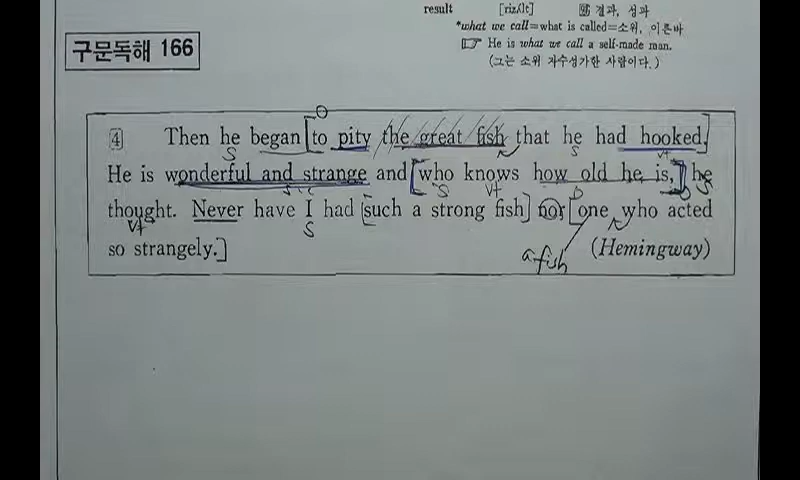 result [rizʌ́lt] 圐 결과, 성과
*what we call=what is called=소위, 이른바
☞ He is what we call a self-made man.
(그는 소위 자수성가한 사람이다.)
구문독해 166
4 Then he began [to pity the great fish that he had hooked.]
He is wonderful and strange and [who knows how old he is,] he
thought. Never have I had [such a strong fish] nor [one who acted
so strangely.] (Hemingway)
a fish